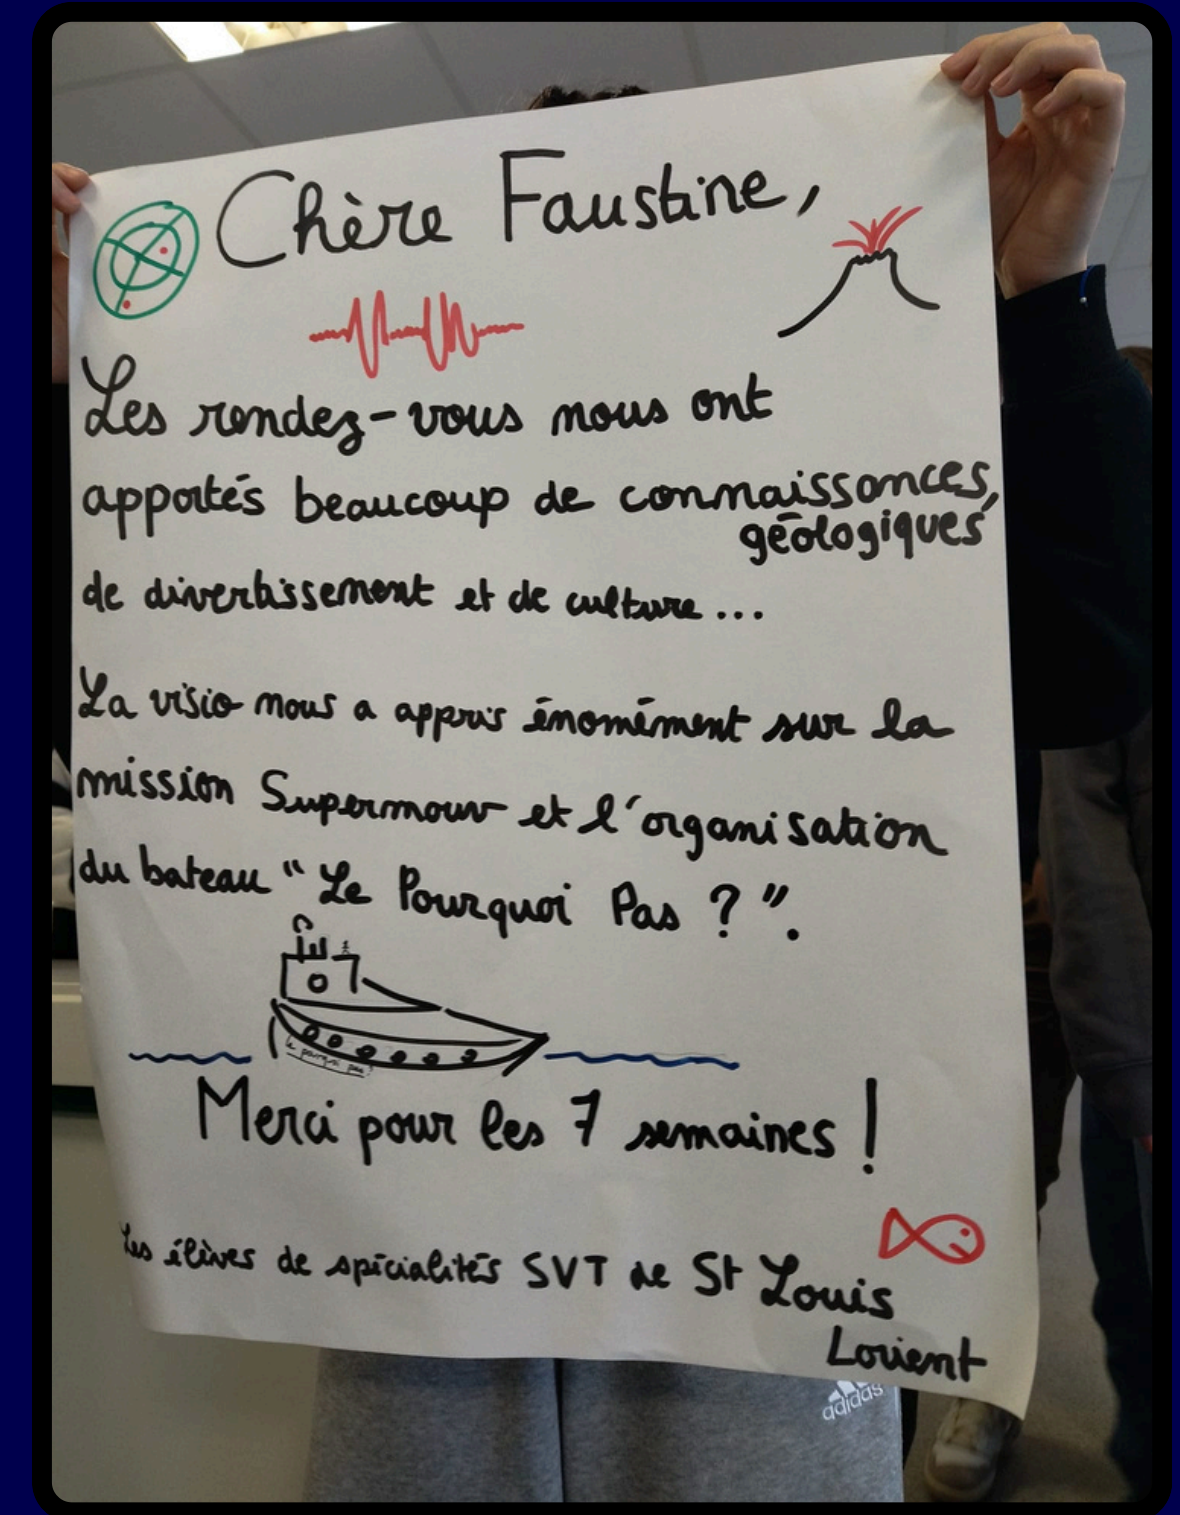 Chère Faustine,
Les rendez-vous nous ont
apportés beaucoup de connaissances,
géologiques
de divertissement et de culture...
La visio nous a appris énomément sur la
mission Supermouv et l'organisation
du bateau "Le Pourquoi Pas ?".
le pourquoi pas?
Merci pour les 7 semaines !
Les élèves de spécialités SVT de St Louis
Lorient
adidas